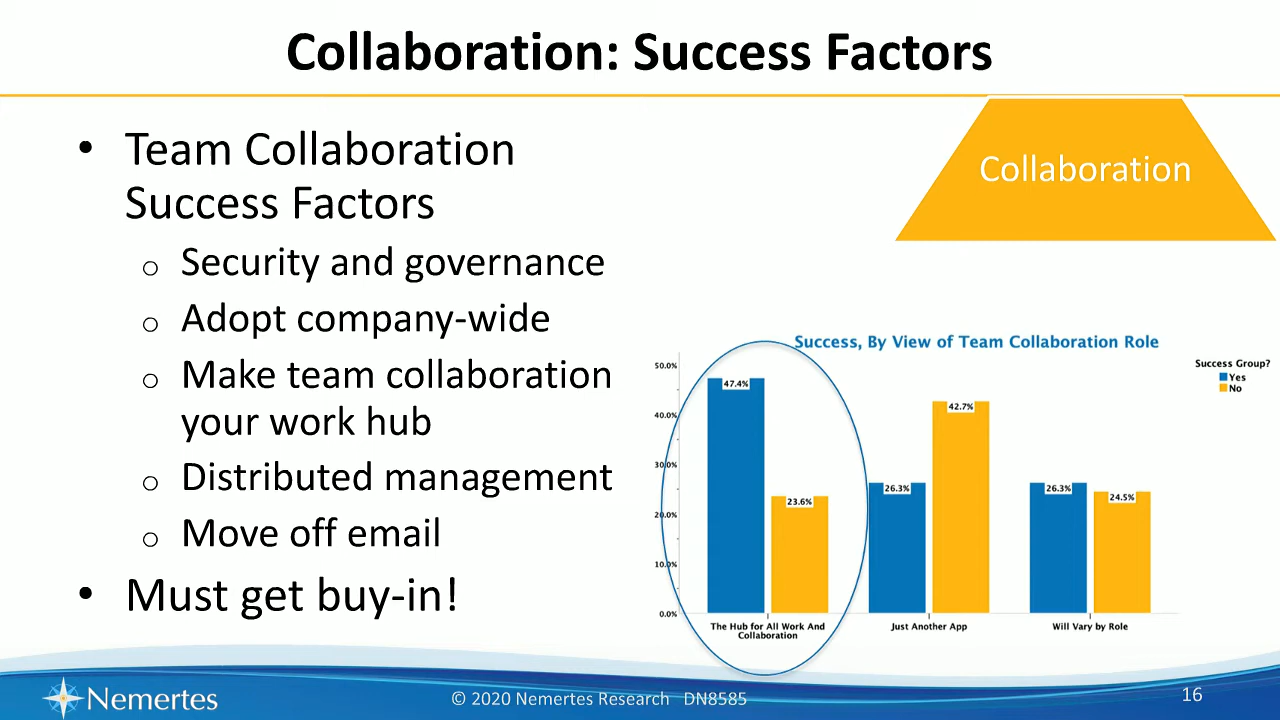 Collaboration: Success Factors
• Team Collaboration
Success Factors
o Security and governance
o Adopt company-wide
o Make team collaboration
your work hub
o Distributed management
o Move off email
• Must get buy-in!
Collaboration
Success, By View of Team Collaboration Role
Success Group?
Yes
No
50.0%
40.0%
30.0%
20.0%
10.0%
0.0%
47.4%
23.6%
26.3%
42.7%
26.3%
24.5%
The Hub for All Work And
Collaboration
Just Another App
Will Vary by Role
Nemertes
© 2020 Nemertes Research DN8585
16